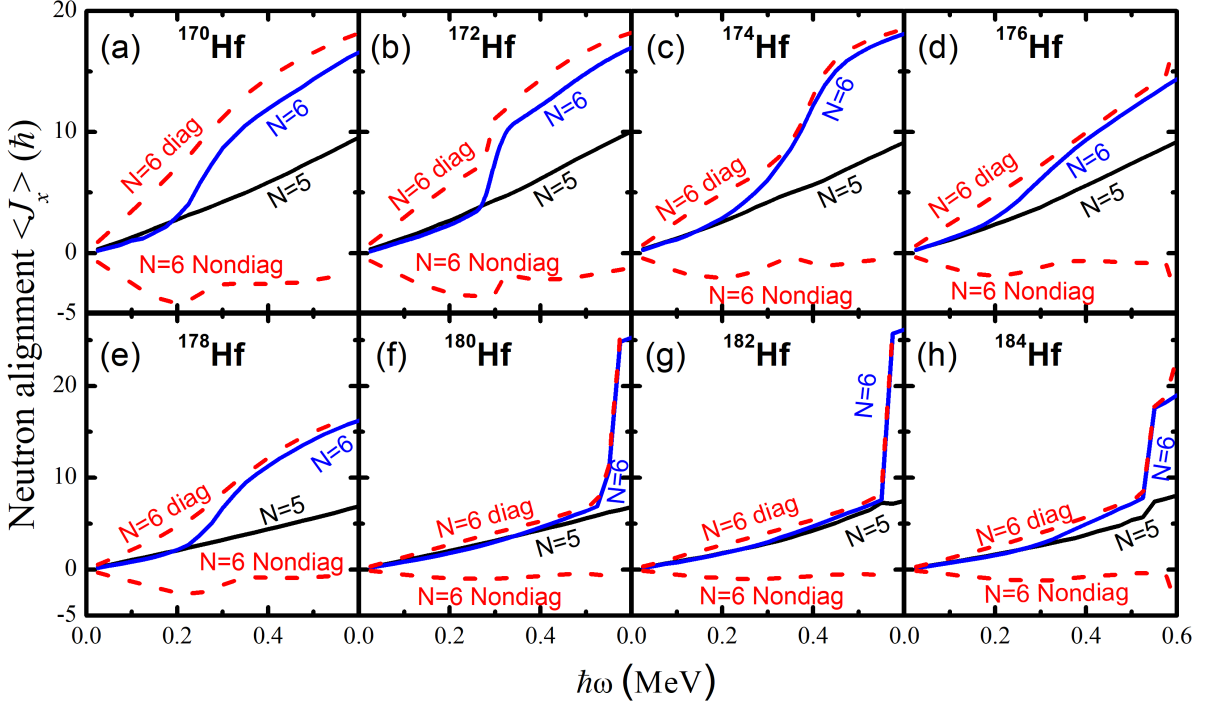 20
(a) 170Hf
(b) 172Hf
(c) 174Hf
(d) 176Hf
N=6 diag
N=6
N=5
N=6 Nondiag
N=6 diag
N=6
N=5
N=6 Nondiag
N=6 diag
N=6
N=5
N=6 Nondiag
N=6 diag
N=6
N=5
N=6 Nondiag
10
0
-5
Neutron alignment <Jx> (ħ)
(e) 178Hf
(f) 180Hf
(g) 182Hf
(h) 184Hf
N=6 diag
N=6
N=5
N=6 Nondiag
N=6 diag
N=6
N=5
N=6 Nondiag
N=6 diag
N=6
N=5
N=6 Nondiag
N=6 diag
N=6
N=5
N=6 Nondiag
20
10
0
-5
0.0 0.2 0.4 0.0 0.2 0.4 0.0 0.2 0.4 0.0 0.2 0.4 0.6
ħω (MeV)